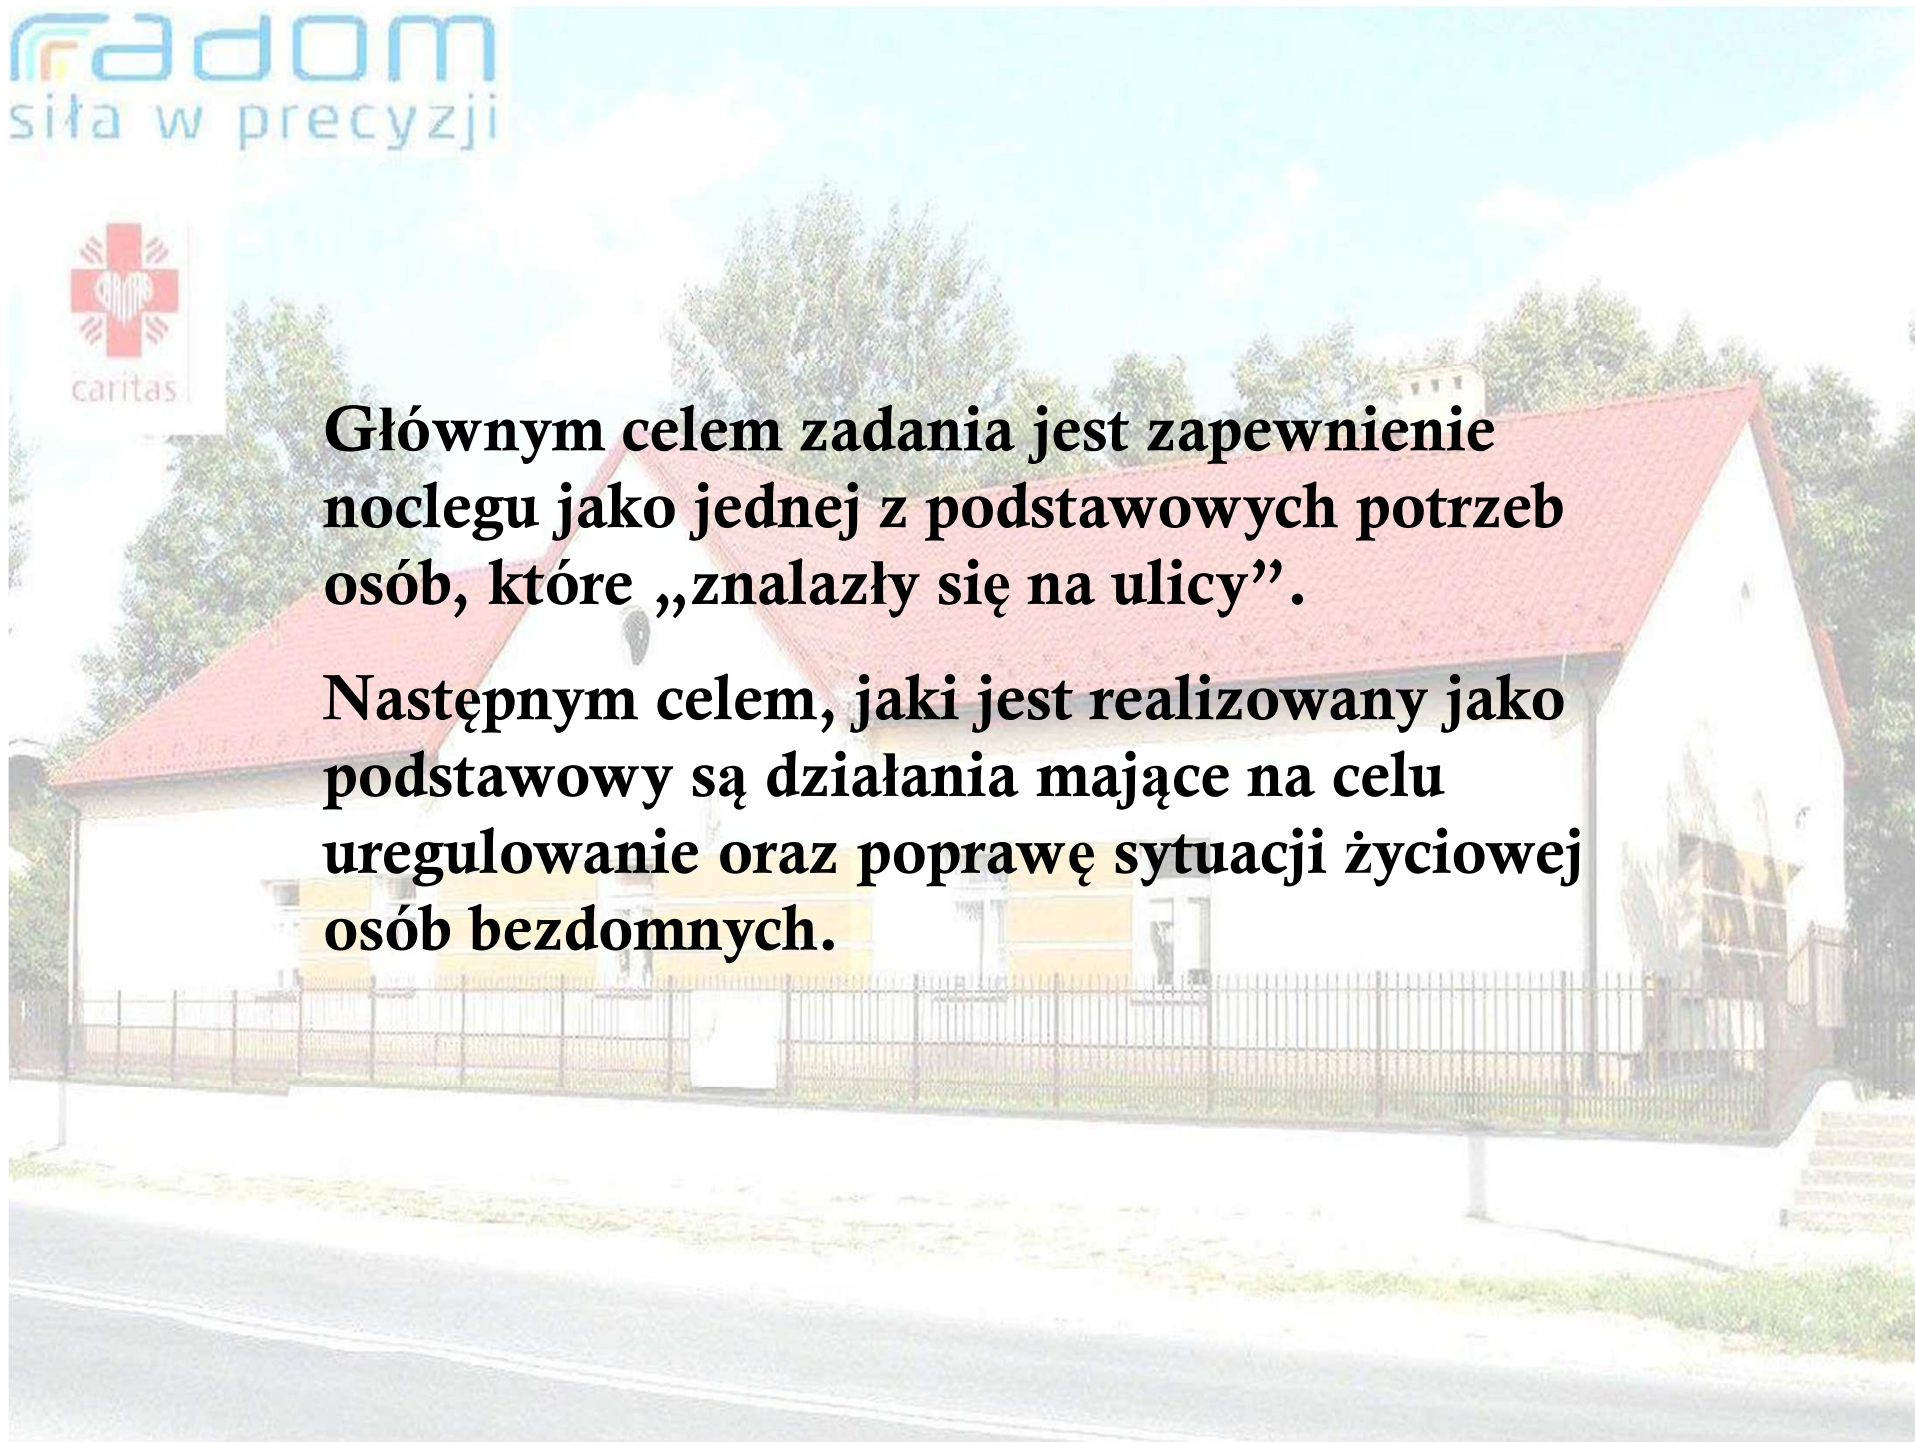 radom
siła w precyzji
caritas
Głównym celem zadania jest zapewnienie
noclegu jako jednej z podstawowych potrzeb
osób, które „znalazły się na ulicy”.
Następnym celem, jaki jest realizowany jako
podstawowy są działania mające na celu
uregulowanie oraz poprawę sytuacji życiowej
osób bezdomnych.